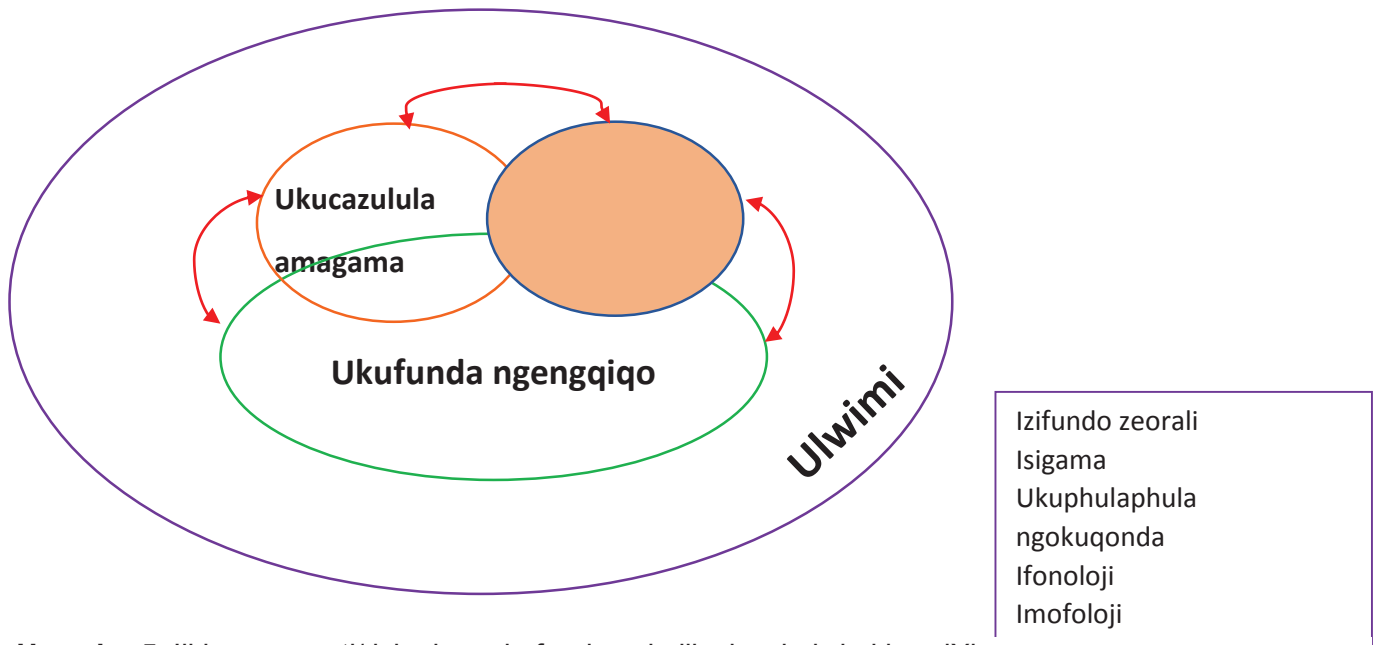 Ukucazulula
amagama
Ukufunda ngengqiqo
Ulwimi
Izifundo zeorali
Isigama
Ukuphulaphula
ngokuqonda
Ifonoloji
Imofoloji